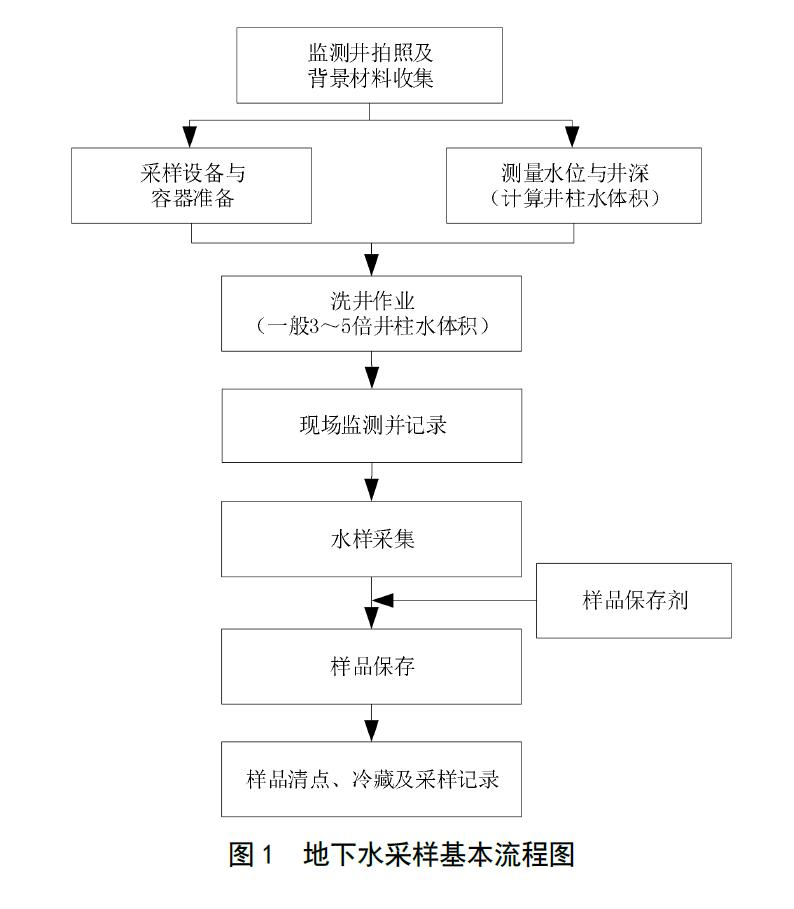 监测井拍照及
背景材料收集
采样设备与
容器准备
测量水位与井深
（计算井柱水体积）
洗井作业
（一般3～5倍井柱水体积）
现场监测并记录
水样采集
样品保存剂
样品保存
样品清点、冷藏及采样记录
图1 地下水采样基本流程图